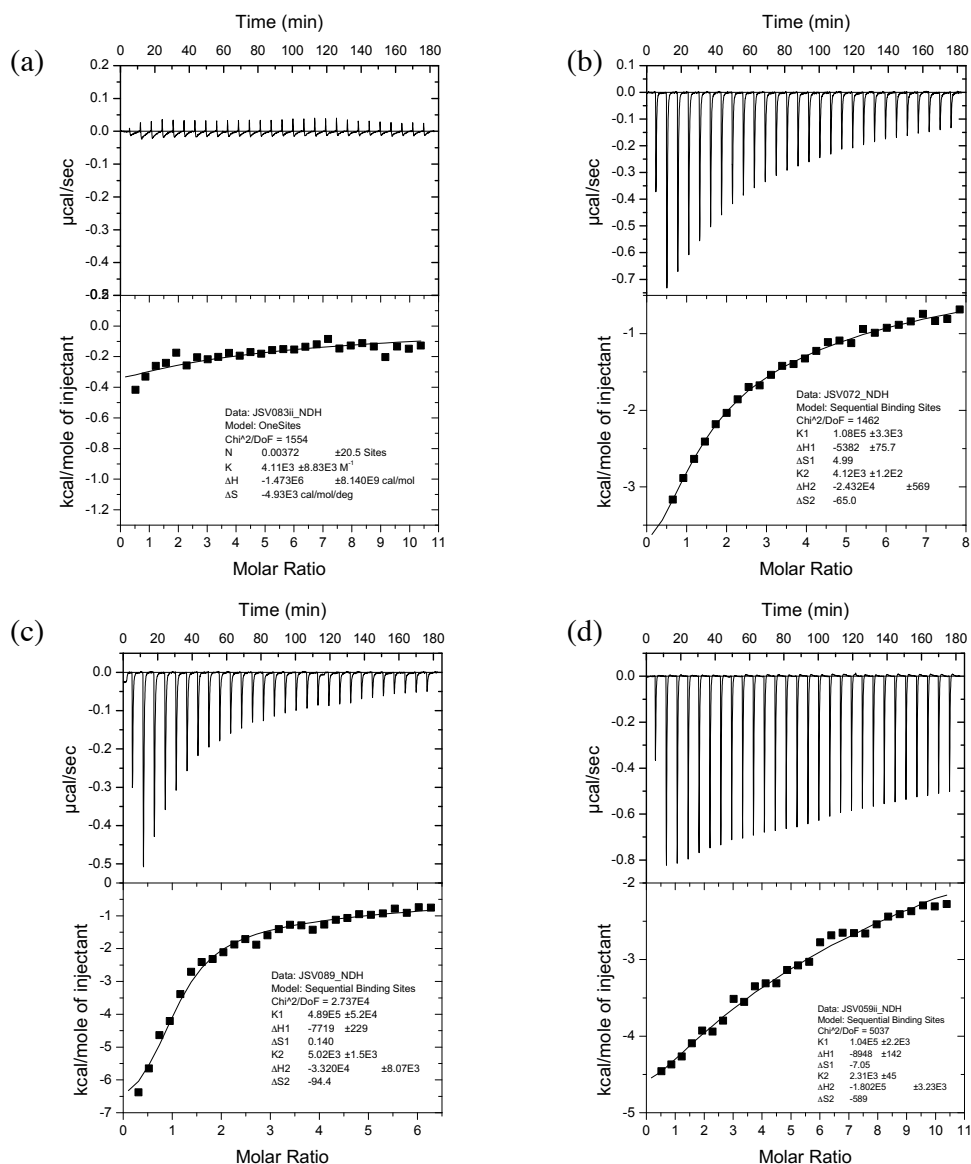 (a)
Time (min)
0 20 40 60 80 100 120 140 160 180
0.2
0.1
0.0
-0.1
-0.2
-0.3
-0.4
µcal/sec
0.0
-0.2
-0.4
-0.6
-0.8
-1.0
-1.2
kcal/mole of injectant
Data: JSV083ii_NDH
Model: OneSites
Chi^2/DoF = 1554
N 0.00372 ±20.5 Sites
K 4.11E3 ±8.83E3 M⁻¹
ΔH -1.473E6 ±8.140E9 cal/mol
ΔS -4.93E3 cal/mol/deg
0 1 2 3 4 5 6 7 8 9 10 11
Molar Ratio
(b)
Time (min)
0 20 40 60 80 100 120 140 160 180
0.1
0.0
-0.1
-0.2
-0.3
-0.4
-0.5
-0.6
-0.7
µcal/sec
-1
-2
-3
kcal/mole of injectant
Data: JSV072_NDH
Model: Sequential Binding Sites
Chi^2/DoF = 1462
K1 1.08E5 ±3.3E3
ΔH1 -5382 ±75.7
ΔS1 4.99
K2 4.12E3 ±1.2E2
ΔH2 -2.432E4 ±569
ΔS2 -65.0
0 1 2 3 4 5 6 7 8
Molar Ratio
(c)
Time (min)
0 20 40 60 80 100 120 140 160 180
0.0
-0.1
-0.2
-0.3
-0.4
-0.5
µcal/sec
0
-1
-2
-3
-4
-5
-6
-7
kcal/mole of injectant
Data: JSV089_NDH
Model: Sequential Binding Sites
Chi^2/DoF = 2.737E4
K1 4.89E5 ±5.2E4
ΔH1 -7719 ±229
ΔS1 0.140
K2 5.02E3 ±1.5E3
ΔH2 -3.320E4 ±8.07E3
ΔS2 -94.4
0 1 2 3 4 5 6
Molar Ratio
(d)
Time (min)
0 20 40 60 80 100 120 140 160 180
0.0
-0.2
-0.4
-0.6
-0.8
µcal/sec
-2
-3
-4
-5
kcal/mole of injectant
Data: JSV059ii_NDH
Model: Sequential Binding Sites
Chi^2/DoF = 5037
K1 1.04E5 ±2.2E3
ΔH1 -8948 ±142
ΔS1 -7.05
K2 2.31E3 ±45
ΔH2 -1.802E5 ±3.23E3
ΔS2 -589
0 1 2 3 4 5 6 7 8 9 10 11
Molar Ratio